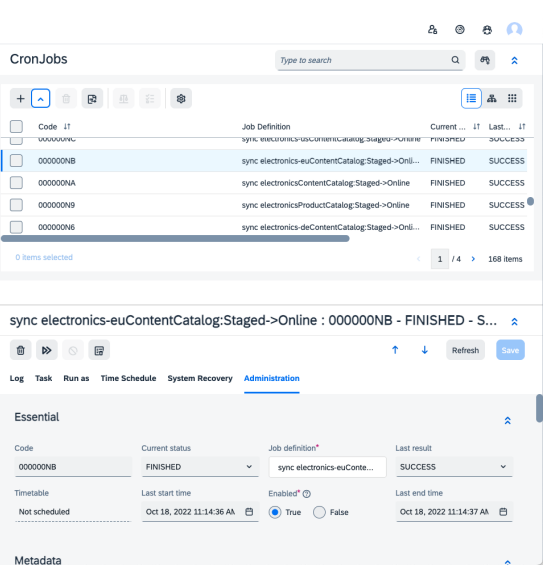 CronJobs
Type to search
Code Job Definition Current ... Last...
000000NC sync electronics-usContentCatalog:Staged->Online FINISHED SUCCESS
000000NB sync electronics-euContentCatalog:Staged->Onli... FINISHED SUCCESS
000000NA sync electronicsContentCatalog:Staged->Online FINISHED SUCCESS
000000N9 sync electronicsProductCatalog:Staged->Online FINISHED SUCCESS
000000N6 sync electronics-deContentCatalog:Staged->Onli... FINISHED SUCCESS
0 items selected 1 / 4 168 items
sync electronics-euContentCatalog:Staged->Online : 000000NB - FINISHED - S...
Refresh Save
Log Task Run as Time Schedule System Recovery Administration
Essential
Code Current status Job definition* Last result
000000NB FINISHED sync electronics-euConte... SUCCESS
Timetable Last start time Enabled* Last end time
Not scheduled Oct 18, 2022 11:14:36 AM True False Oct 18, 2022 11:14:37 AM
Metadata